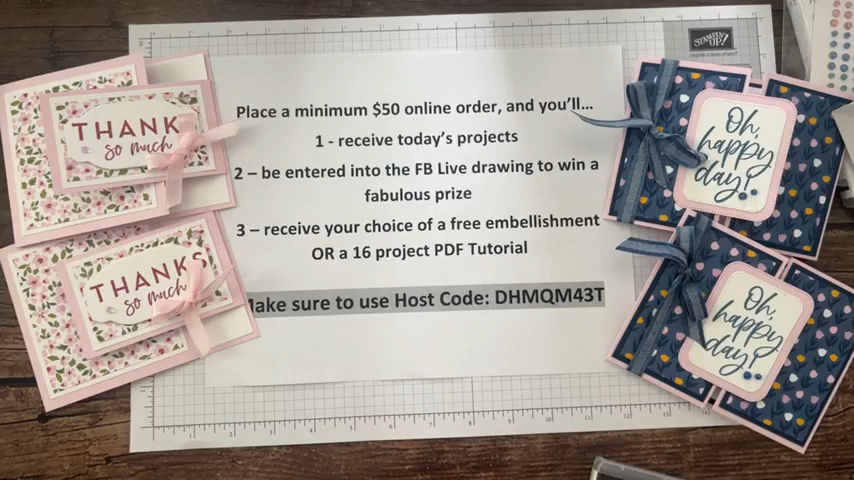 STAMPIN' UP!
Place a minimum $50 online order, and you'll...
1 - receive today's projects
2 – be entered into the FB Live drawing to win a
fabulous prize
3 – receive your choice of a free embellishment
OR a 16 project PDF Tutorial
Make sure to use Host Code: DHMQM43T
THANK
so much
THANKS
so much
Oh,
happy
day!
Oh,
happy
day!